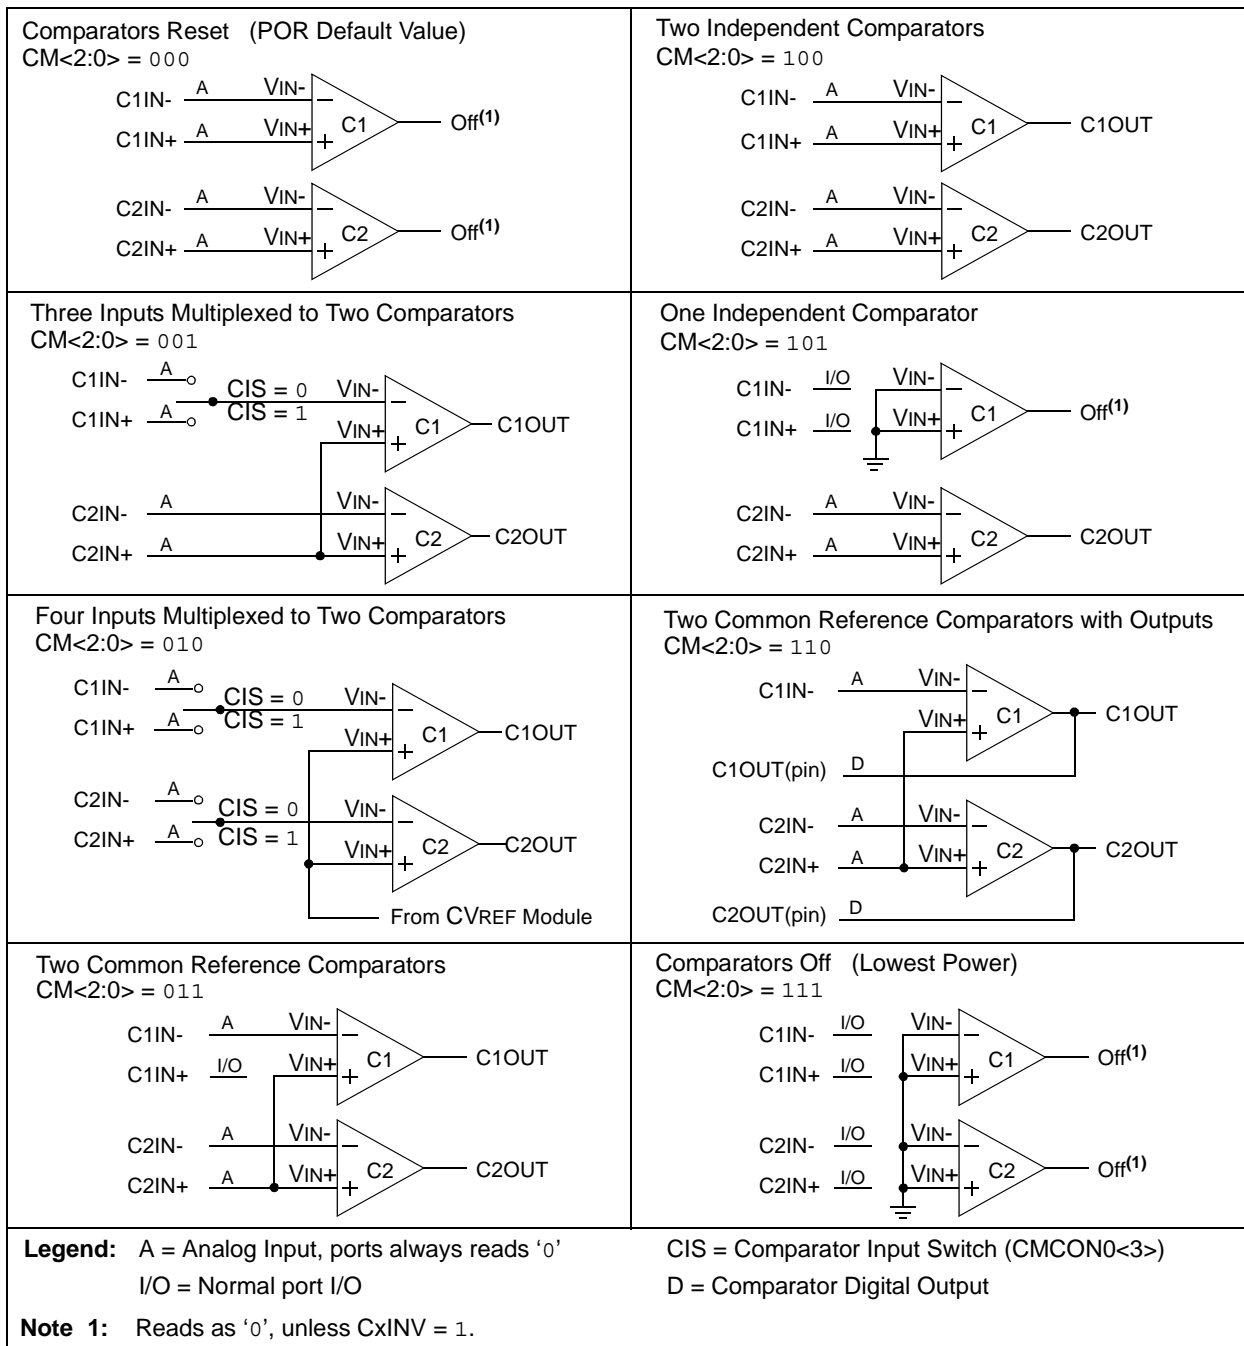 Comparators Reset (POR Default Value)
CM<2:0> = 000
C1IN- A VIN-
C1IN+ A VIN+ C1 Off(1)
C2IN- A VIN-
C2IN+ A VIN+ C2 Off(1)
Two Independent Comparators
CM<2:0> = 100
C1IN- A VIN-
C1IN+ A VIN+ C1 C1OUT
C2IN- A VIN-
C2IN+ A VIN+ C2 C2OUT
Three Inputs Multiplexed to Two Comparators
CM<2:0> = 001
C1IN- A CIS = 0 VIN-
C1IN+ A CIS = 1 VIN+ C1 C1OUT
C2IN- A VIN-
C2IN+ A VIN+ C2 C2OUT
One Independent Comparator
CM<2:0> = 101
C1IN- I/O VIN-
C1IN+ I/O VIN+ C1 Off(1)
C2IN- A VIN-
C2IN+ A VIN+ C2 C2OUT
Four Inputs Multiplexed to Two Comparators
CM<2:0> = 010
C1IN- A CIS = 0 VIN-
C1IN+ A CIS = 1 VIN+ C1 C1OUT
C2IN- A CIS = 0 VIN-
C2IN+ A CIS = 1 VIN+ C2 C2OUT
From CVREF Module
Two Common Reference Comparators with Outputs
CM<2:0> = 110
C1IN- A VIN-
VIN+ C1 C1OUT
C1OUT(pin) D
C2IN- A VIN-
C2IN+ A VIN+ C2 C2OUT
C2OUT(pin) D
Two Common Reference Comparators
CM<2:0> = 011
C1IN- A VIN-
C1IN+ I/O VIN+ C1 C1OUT
C2IN- A VIN-
C2IN+ A VIN+ C2 C2OUT
Comparators Off (Lowest Power)
CM<2:0> = 111
C1IN- I/O VIN-
C1IN+ I/O VIN+ C1 Off(1)
C2IN- I/O VIN-
C2IN+ I/O VIN+ C2 Off(1)
Legend: A = Analog Input, ports always reads ‘0’ CIS = Comparator Input Switch (CMCON0<3>)
I/O = Normal port I/O D = Comparator Digital Output
Note 1: Reads as ‘0’, unless CxINV = 1.